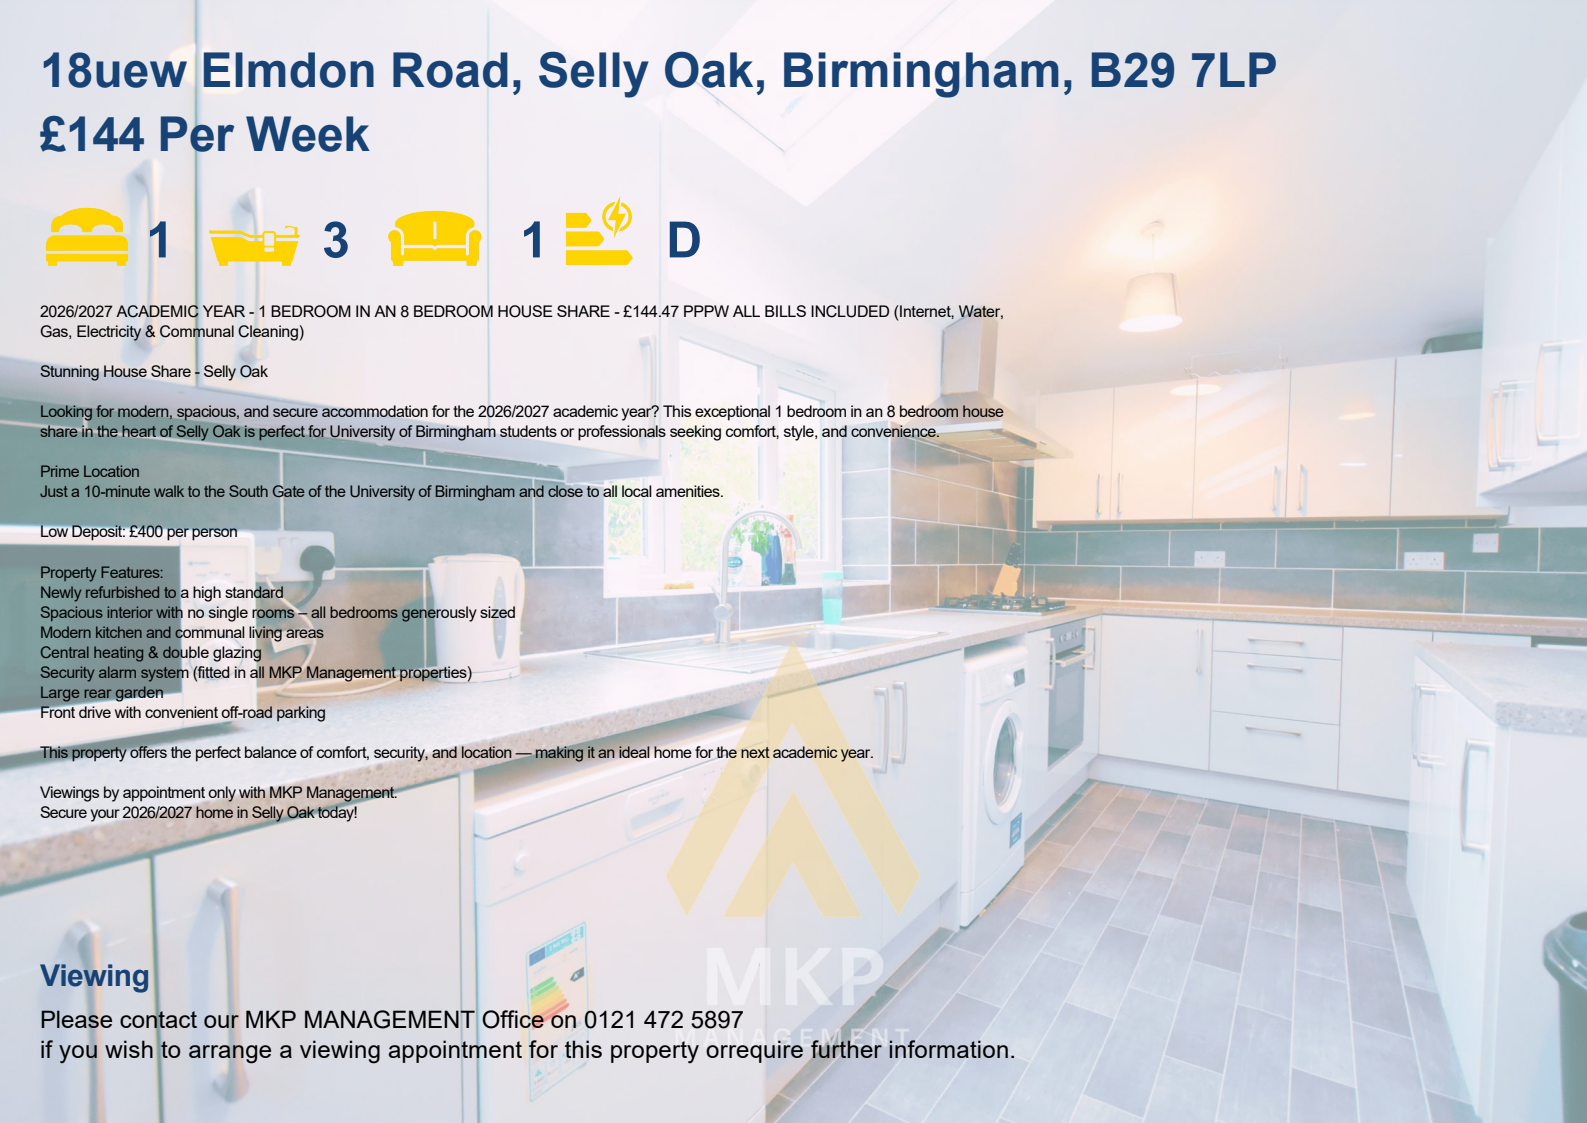 18uew Elmdon Road, Selly Oak, Birmingham, B29 7LP
£144 Per Week
1 3 1 D
2026/2027 ACADEMIC YEAR - 1 BEDROOM IN AN 8 BEDROOM HOUSE SHARE - £144.47 PPPW ALL BILLS INCLUDED (Internet, Water,
Gas, Electricity & Communal Cleaning)
Stunning House Share - Selly Oak
Looking for modern, spacious, and secure accommodation for the 2026/2027 academic year? This exceptional 1 bedroom in an 8 bedroom house
share in the heart of Selly Oak is perfect for University of Birmingham students or professionals seeking comfort, style, and convenience.
Prime Location
Just a 10-minute walk to the South Gate of the University of Birmingham and close to all local amenities.
Low Deposit: £400 per person
Property Features:
Newly refurbished to a high standard
Spacious interior with no single rooms – all bedrooms generously sized
Modern kitchen and communal living areas
Central heating & double glazing
Security alarm system (fitted in all MKP Management properties)
Large rear garden
Front drive with convenient off-road parking
This property offers the perfect balance of comfort, security, and location — making it an ideal home for the next academic year.
Viewings by appointment only with MKP Management.
Secure your 2026/2027 home in Selly Oak today!
MKP
MANAGEMENT
Viewing
Please contact our MKP MANAGEMENT Office on 0121 472 5897
if you wish to arrange a viewing appointment for this property orrequire further information.